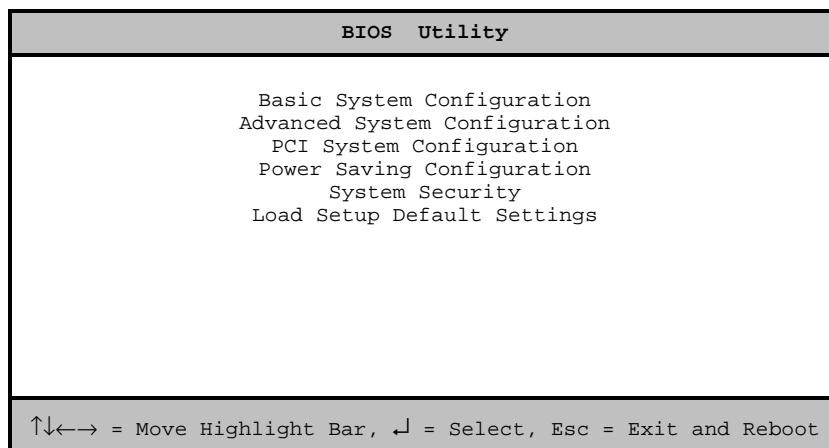 BIOS  Utility
Basic System Configuration
Advanced System Configuration
PCI System Configuration
Power Saving Configuration
System Security
Load Setup Default Settings
↑↓←→ = Move Highlight Bar, ↵ = Select, Esc = Exit and Reboot